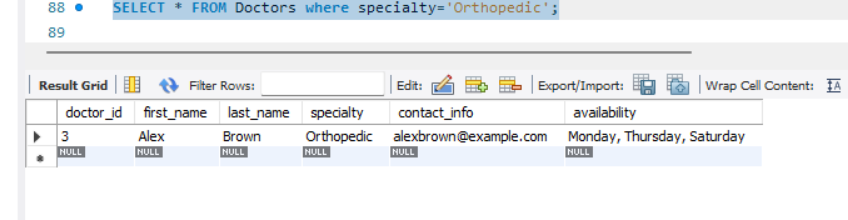 88 SELECT * FROM Doctors where specialty='Orthopedic';
89
Result Grid Filter Rows: Edit: Export/Import: Wrap Cell Content: IA
doctor_id first_name last_name specialty contact_info availability
3 Alex Brown Orthopedic alexbrown@example.com Monday, Thursday, Saturday
NULL NULL NULL NULL NULL NULL